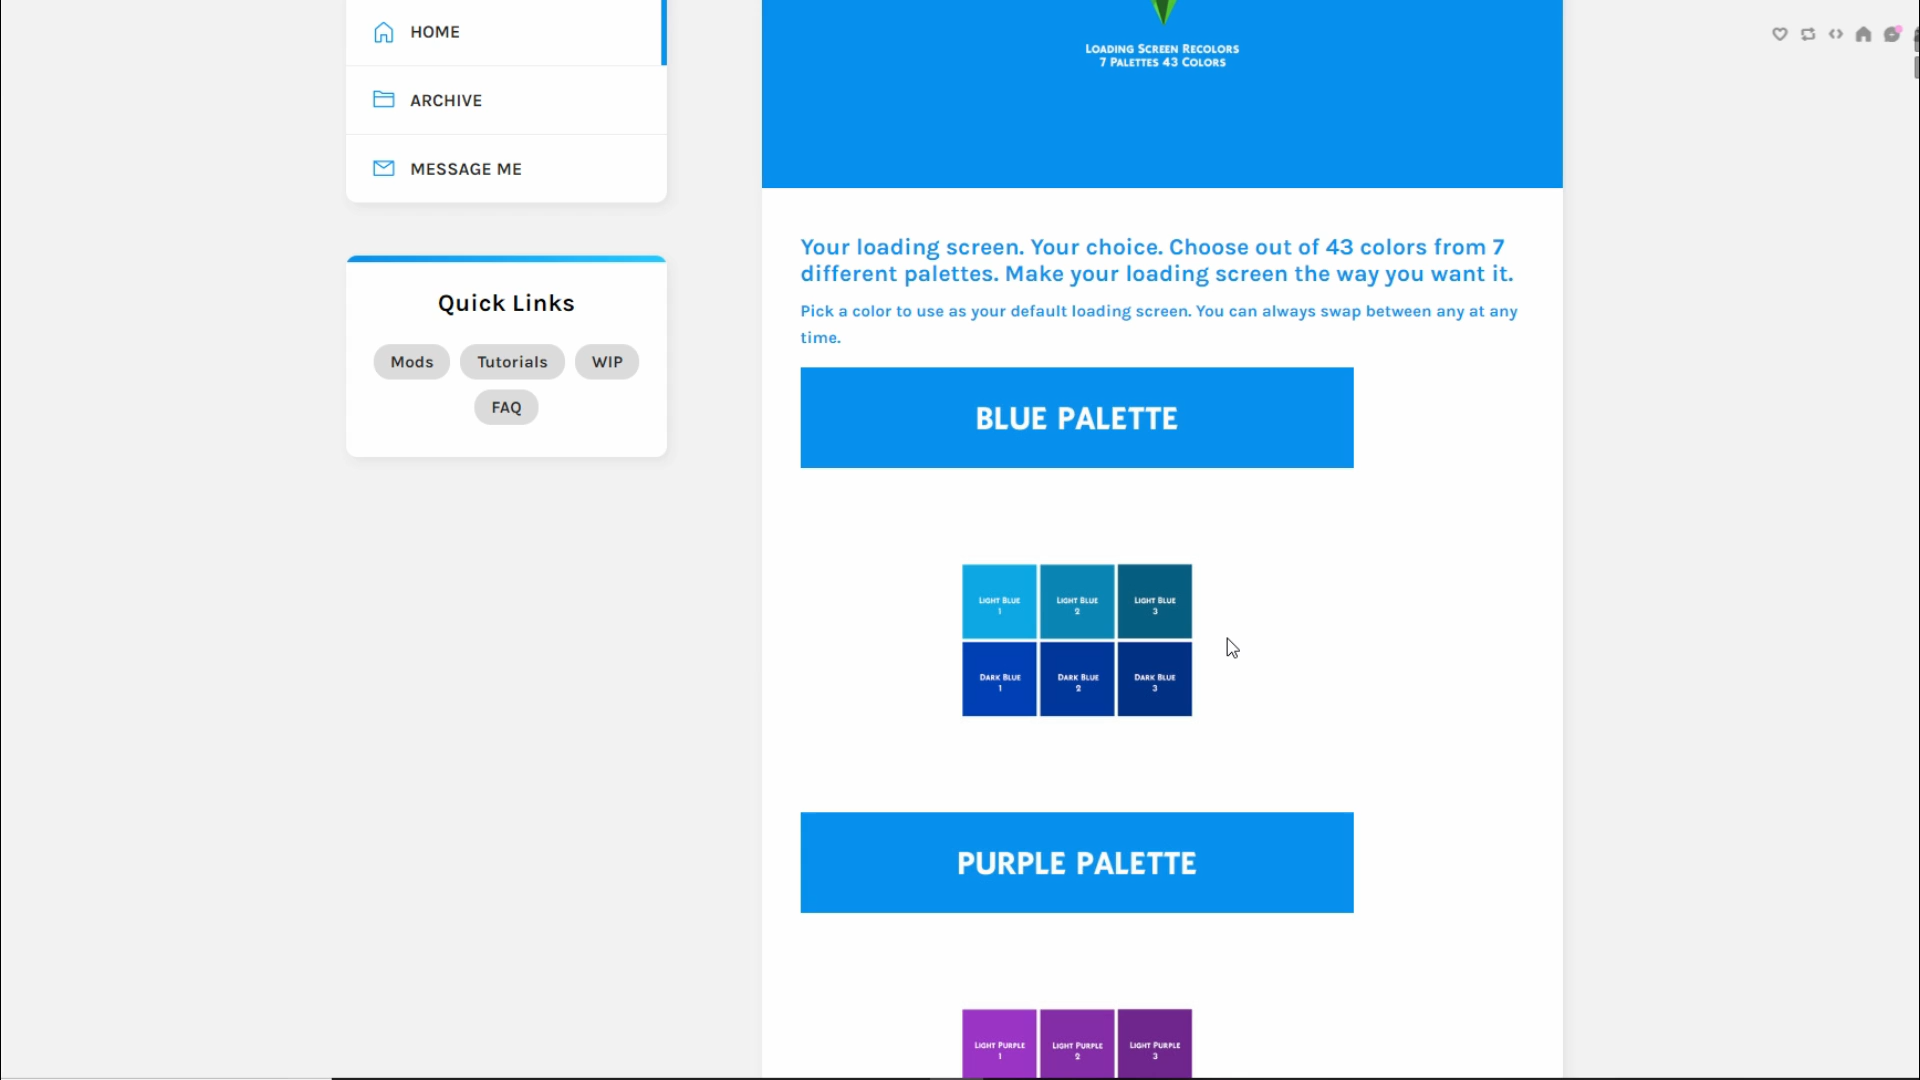 HOME
ARCHIVE
MESSAGE ME
Quick Links
Mods
Tutorials
WIP
FAQ
Loading Screen Recolors
7 Palettes 43 Colors
Your loading screen. Your choice. Choose out of 43 colors from 7
different palettes. Make your loading screen the way you want it.
Pick a color to use as your default loading screen. You can always swap between any at any
time.
BLUE PALETTE
Light Blue
1
Light Blue
2
Light Blue
3
Dark Blue
1
Dark Blue
2
Dark Blue
3
PURPLE PALETTE
Light Purple
1
Light Purple
2
Light Purple
3